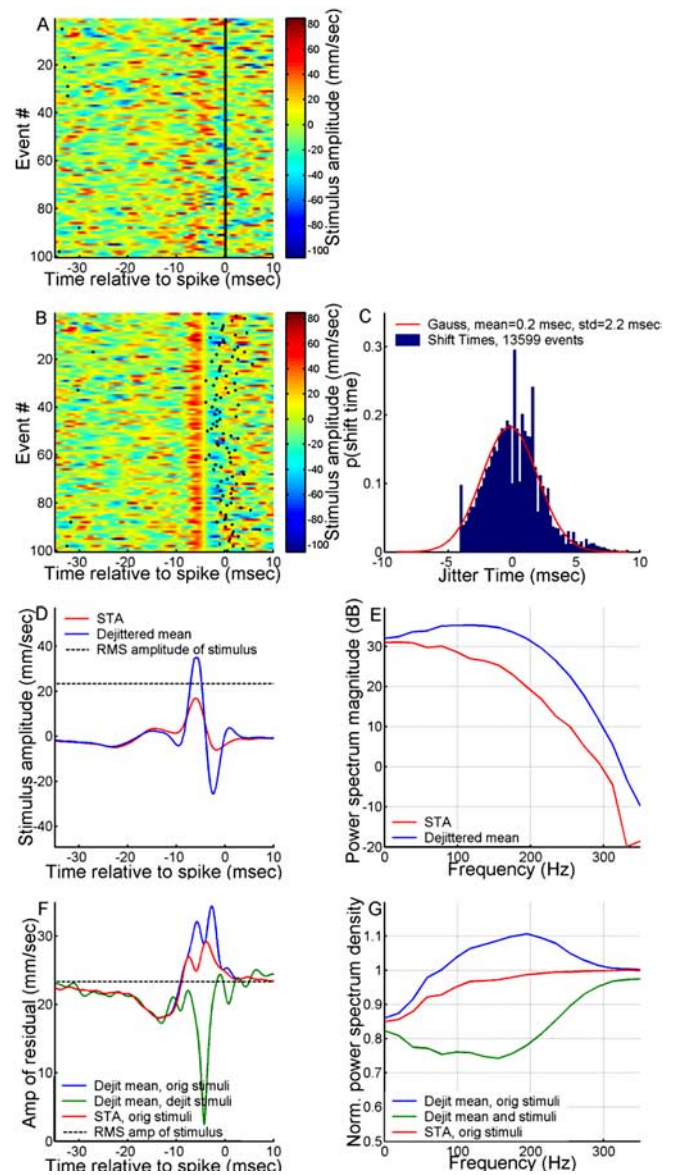 A
Event #
20
40
60
80
100
-30 -20 -10 0 10
Time relative to spike (msec)
80
60
40
20
0
-20
-40
-60
-80
-100
Stimulus amplitude (mm/sec)
B
Event #
20
40
60
80
100
-30 -20 -10 0 10
Time relative to spike (msec)
80
60
40
20
0
-20
-40
-60
-80
-100
Stimulus amplitude (mm/sec)
C
Gauss, mean=0.2 msec, std=2.2 msec
Shift Times, 13599 events
p(shift time)
0.3
0.2
0.1
0
-10 -5 0 5 10
Jitter Time (msec)
D
STA
Dejittered mean
RMS amplitude of stimulus
Stimulus amplitude (mm/sec)
40
20
0
-20
-40
-30 -20 -10 0 10
Time relative to spike (msec)
E
Power spectrum magnitude (dB)
30
20
10
0
-10
-20
STA
Dejittered mean
0 100 200 300
Frequency (Hz)
F
Amp of residual (mm/sec)
30
20
10
0
Dejit mean, orig stimuli
Dejit mean, dejit stimuli
STA, orig stimuli
RMS amp of stimulus
-30 -20 -10 0 10
Time relative to spike (msec)
G
Norm. power spectrum density
1.1
1
0.9
0.8
0.7
0.6
0.5
Dejit mean, orig stimuli
Dejit mean and stimuli
STA, orig stimuli
0 100 200 300
Frequency (Hz)